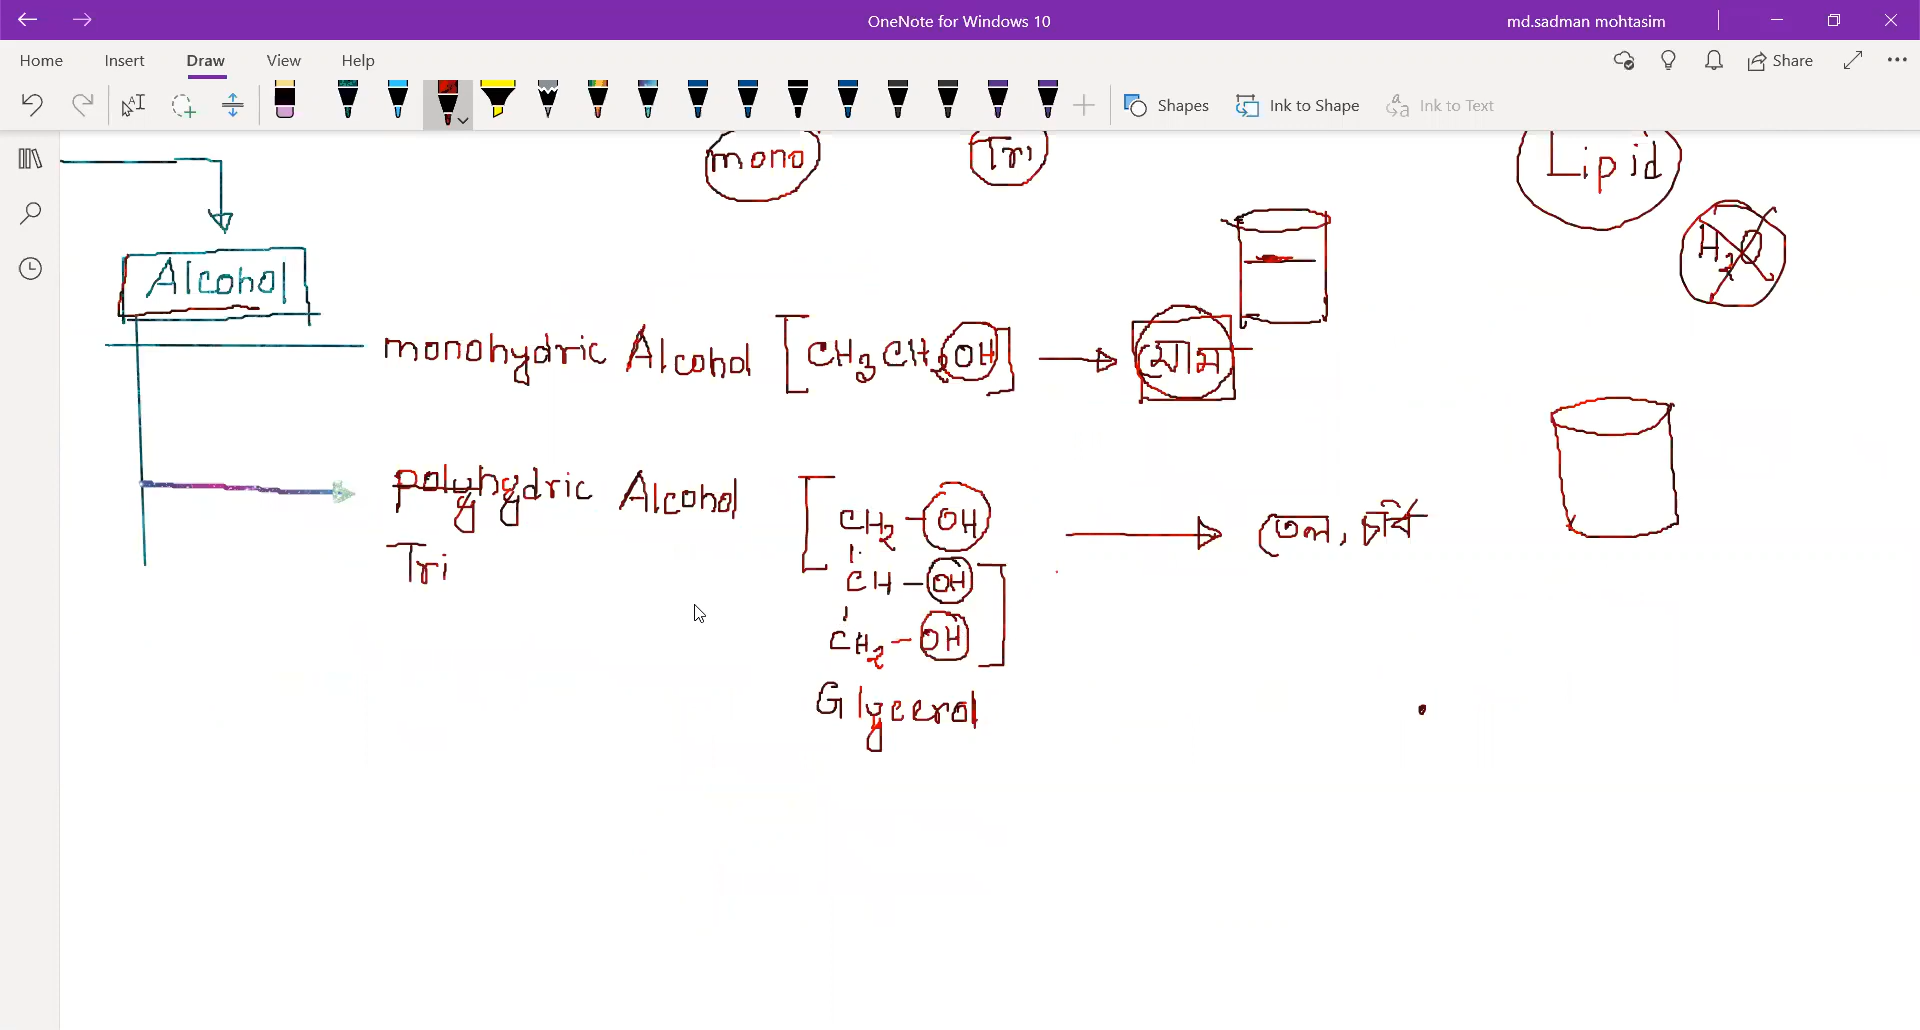 OneNote for Windows 10
md.sadman mohtasim
Home Insert Draw View Help
Share
Shapes Ink to Shape Ink to Text
mono
Tri
Lipid
H2O
Alcohol
monohydric Alcohol [CH3CH2OH] → মোম
polyhydric Alcohol
Tri
CH2-OH
CH-OH
CH2-OH
→ তেল, চর্বি
Glycerol